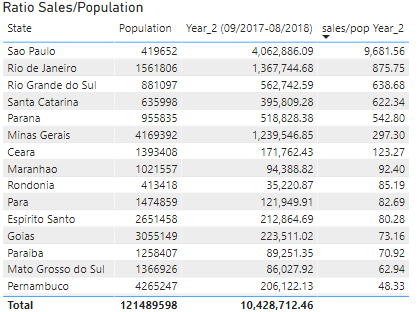 Ratio Sales/Population
State Population Year_2 (09/2017-08/2018) sales/pop Year_2
Sao Paulo 419652 4,062,886.09 9,681.56
Rio de Janeiro 1561806 1,367,744.68 875.75
Rio Grande do Sul 881097 562,742.59 638.68
Santa Catarina 635998 395,809.28 622.34
Parana 955835 518,828.38 542.80
Minas Gerais 4169392 1,239,546.85 297.30
Ceara 1393408 171,762.43 123.27
Maranhao 1021557 94,388.82 92.40
Rondonia 413418 35,220.87 85.19
Para 1474859 121,949.91 82.69
Espirito Santo 2651458 212,864.69 80.28
Goias 3055149 223,511.02 73.16
Paraiba 1258407 89,251.35 70.92
Mato Grosso do Sul 1366926 86,027.92 62.94
Pernambuco 4265247 206,122.13 48.33
Total 121489598 10,428,712.46